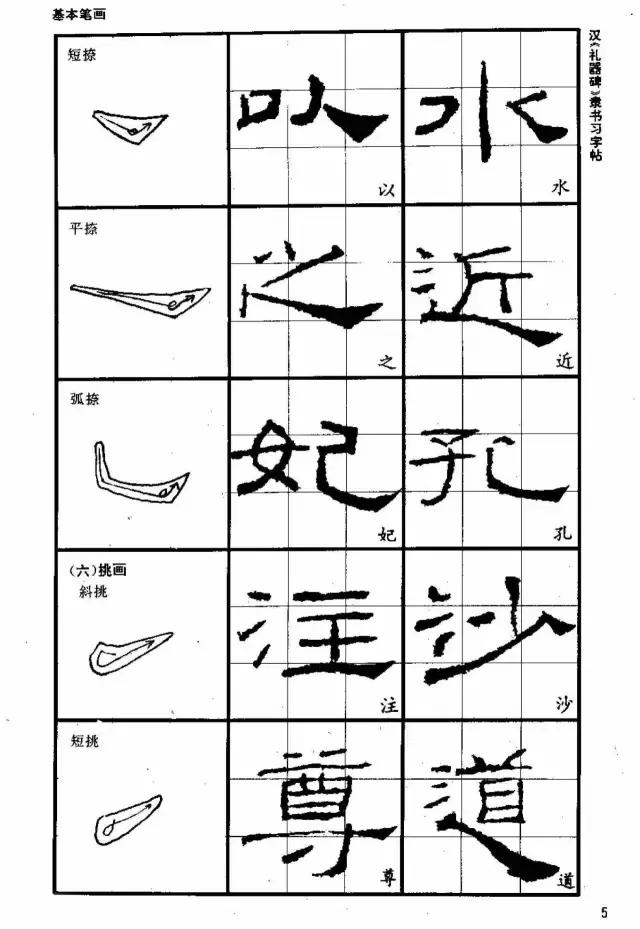 基本笔画
汉《礼器碑》隶书习字帖
短捺
以
水
平捺
之
近
弧捺
妃
孔
(六)挑画
斜挑
注
沙
短挑
尊
道
5